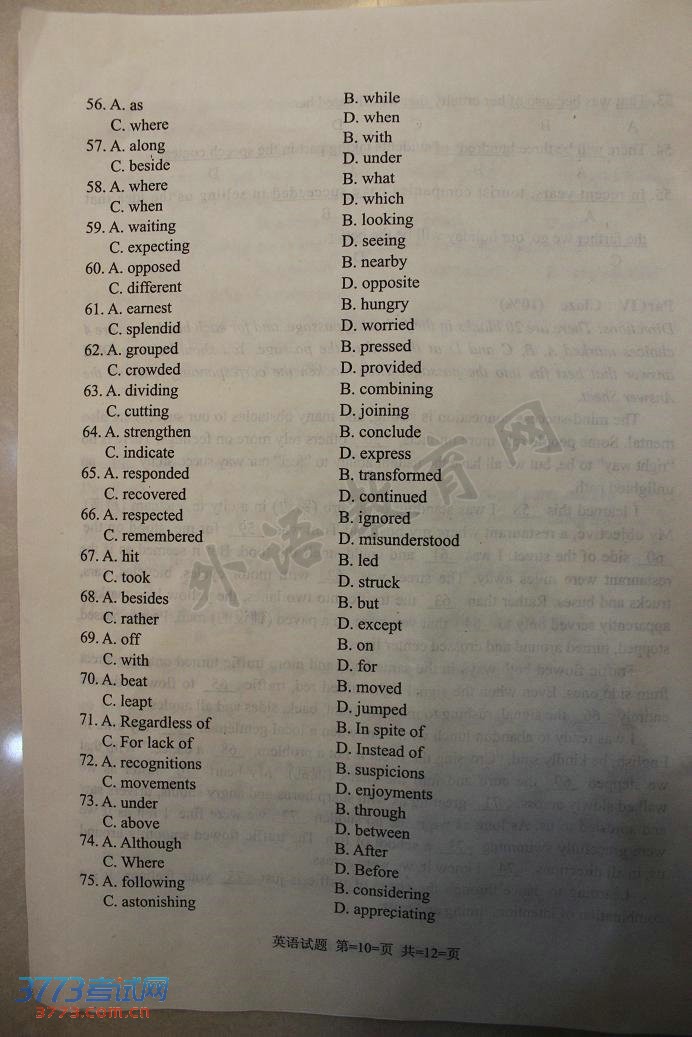 56. A. as B. while
C. where D. when
57. A. along B. with
C. beside D. under
58. A. where B. what
C. when D. which
59. A. waiting B. looking
C. expecting D. seeing
60. A. opposed B. nearby
C. different D. opposite
61. A. earnest B. hungry
C. splendid D. worried
62. A. grouped B. pressed
C. crowded D. provided
63. A. dividing B. combining
C. cutting D. joining
64. A. strengthen B. conclude
C. indicate D. express
65. A. responded B. transformed
C. recovered D. continued
66. A. respected B. ignored
C. remembered D. misunderstood
67. A. hit B. led
C. took D. struck
68. A. besides B. but
C. rather D. except
69. A. off B. on
C. with D. for
70. A. beat B. moved
C. leapt D. jumped
71. A. Regardless of B. In spite of
C. For lack of D. Instead of
72. A. recognitions B. suspicions
C. movements D. enjoyments
73. A. under B. through
C. above D. between
74. A. Although B. After
C. Where D. Before
75. A. following B. considering
C. astonishing D. appreciating
英语试题 第=10=页 共=12=页
外语教育网
3773考试网
3773.com.cn